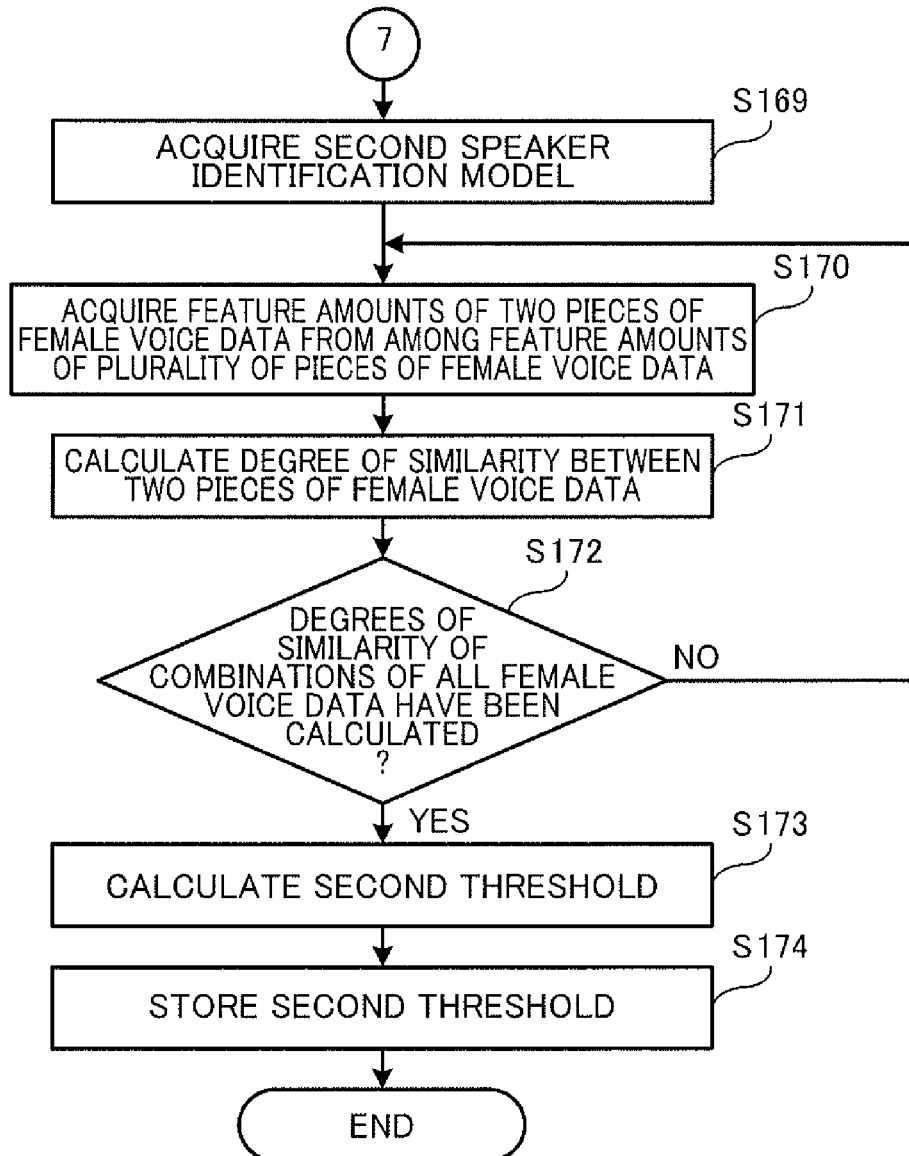 7
S169
ACQUIRE SECOND SPEAKER
IDENTIFICATION MODEL
S170
ACQUIRE FEATURE AMOUNTS OF TWO PIECES OF
FEMALE VOICE DATA FROM AMONG FEATURE AMOUNTS
OF PLURALITY OF PIECES OF FEMALE VOICE DATA
S171
CALCULATE DEGREE OF SIMILARITY BETWEEN
TWO PIECES OF FEMALE VOICE DATA
S172
DEGREES OF
SIMILARITY OF
COMBINATIONS OF ALL FEMALE
VOICE DATA HAVE BEEN
CALCULATED
?
NO
YES
S173
CALCULATE SECOND THRESHOLD
S174
STORE SECOND THRESHOLD
END